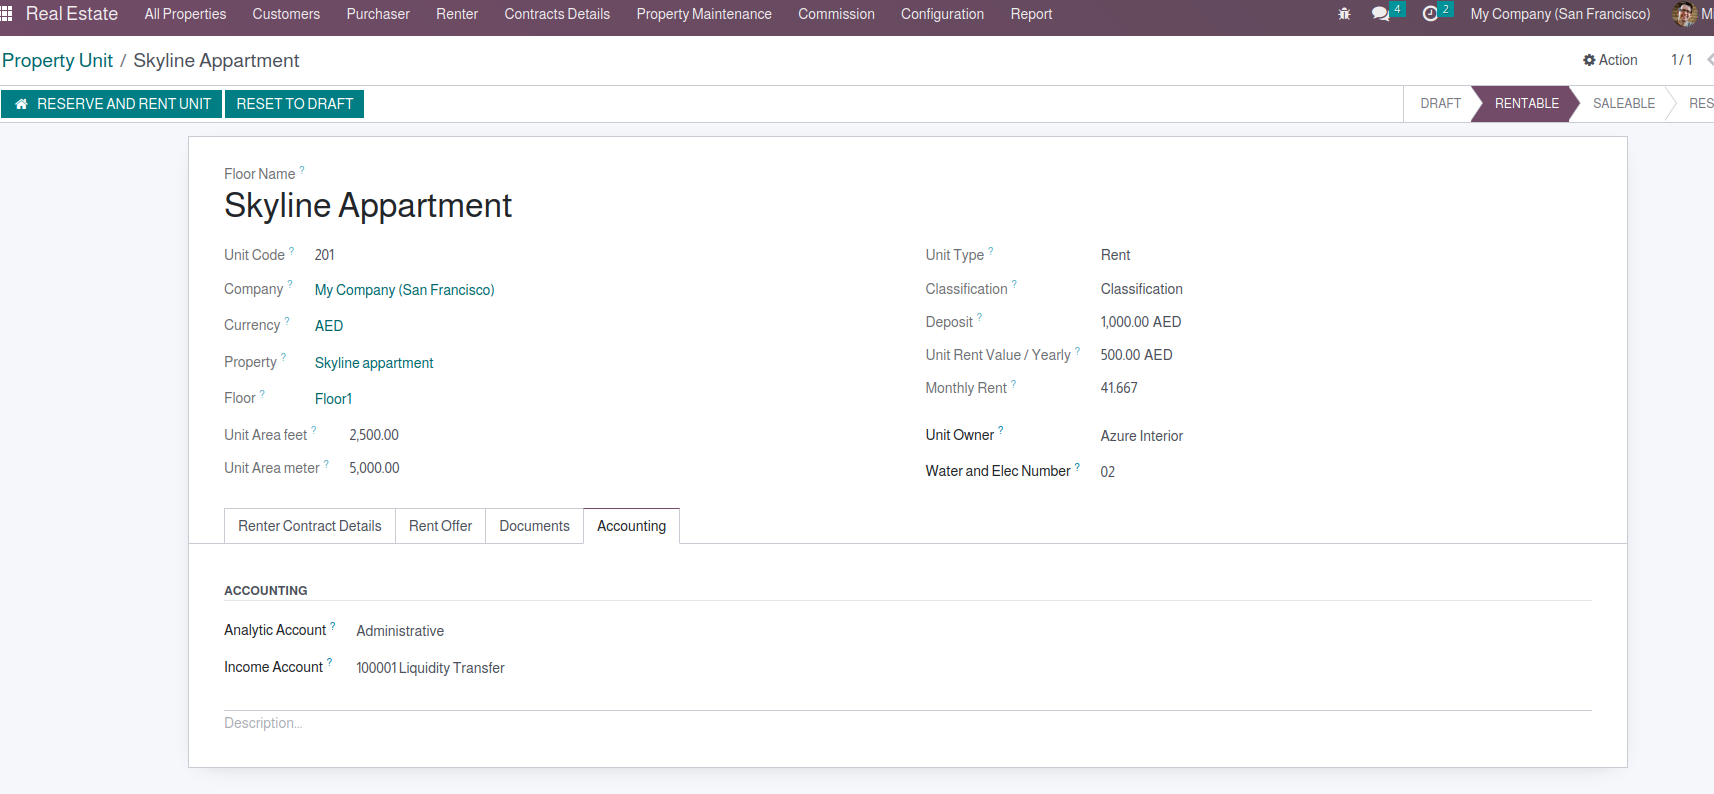 Real Estate All Properties Customers Purchaser Renter Contracts Details Property Maintenance Commission Configuration Report 4 2 My Company (San Francisco)
Property Unit / Skyline Appartment Action 1 / 1
RESERVE AND RENT UNIT RESET TO DRAFT DRAFT RENTABLE SALEABLE RES
Floor Name ?
Skyline Appartment
Unit Code ? 201 Unit Type ? Rent
Company ? My Company (San Francisco) Classification ? Classification
Currency ? AED Deposit ? 1,000.00 AED
Property ? Skyline appartment Unit Rent Value / Yearly ? 500.00 AED
Floor ? Floor1 Monthly Rent ? 41.667
Unit Area feet ? 2,500.00 Unit Owner ? Azure Interior
Unit Area meter ? 5,000.00 Water and Elec Number ? 02
Renter Contract Details Rent Offer Documents Accounting
ACCOUNTING
Analytic Account ? Administrative
Income Account ? 100001 Liquidity Transfer
Description...